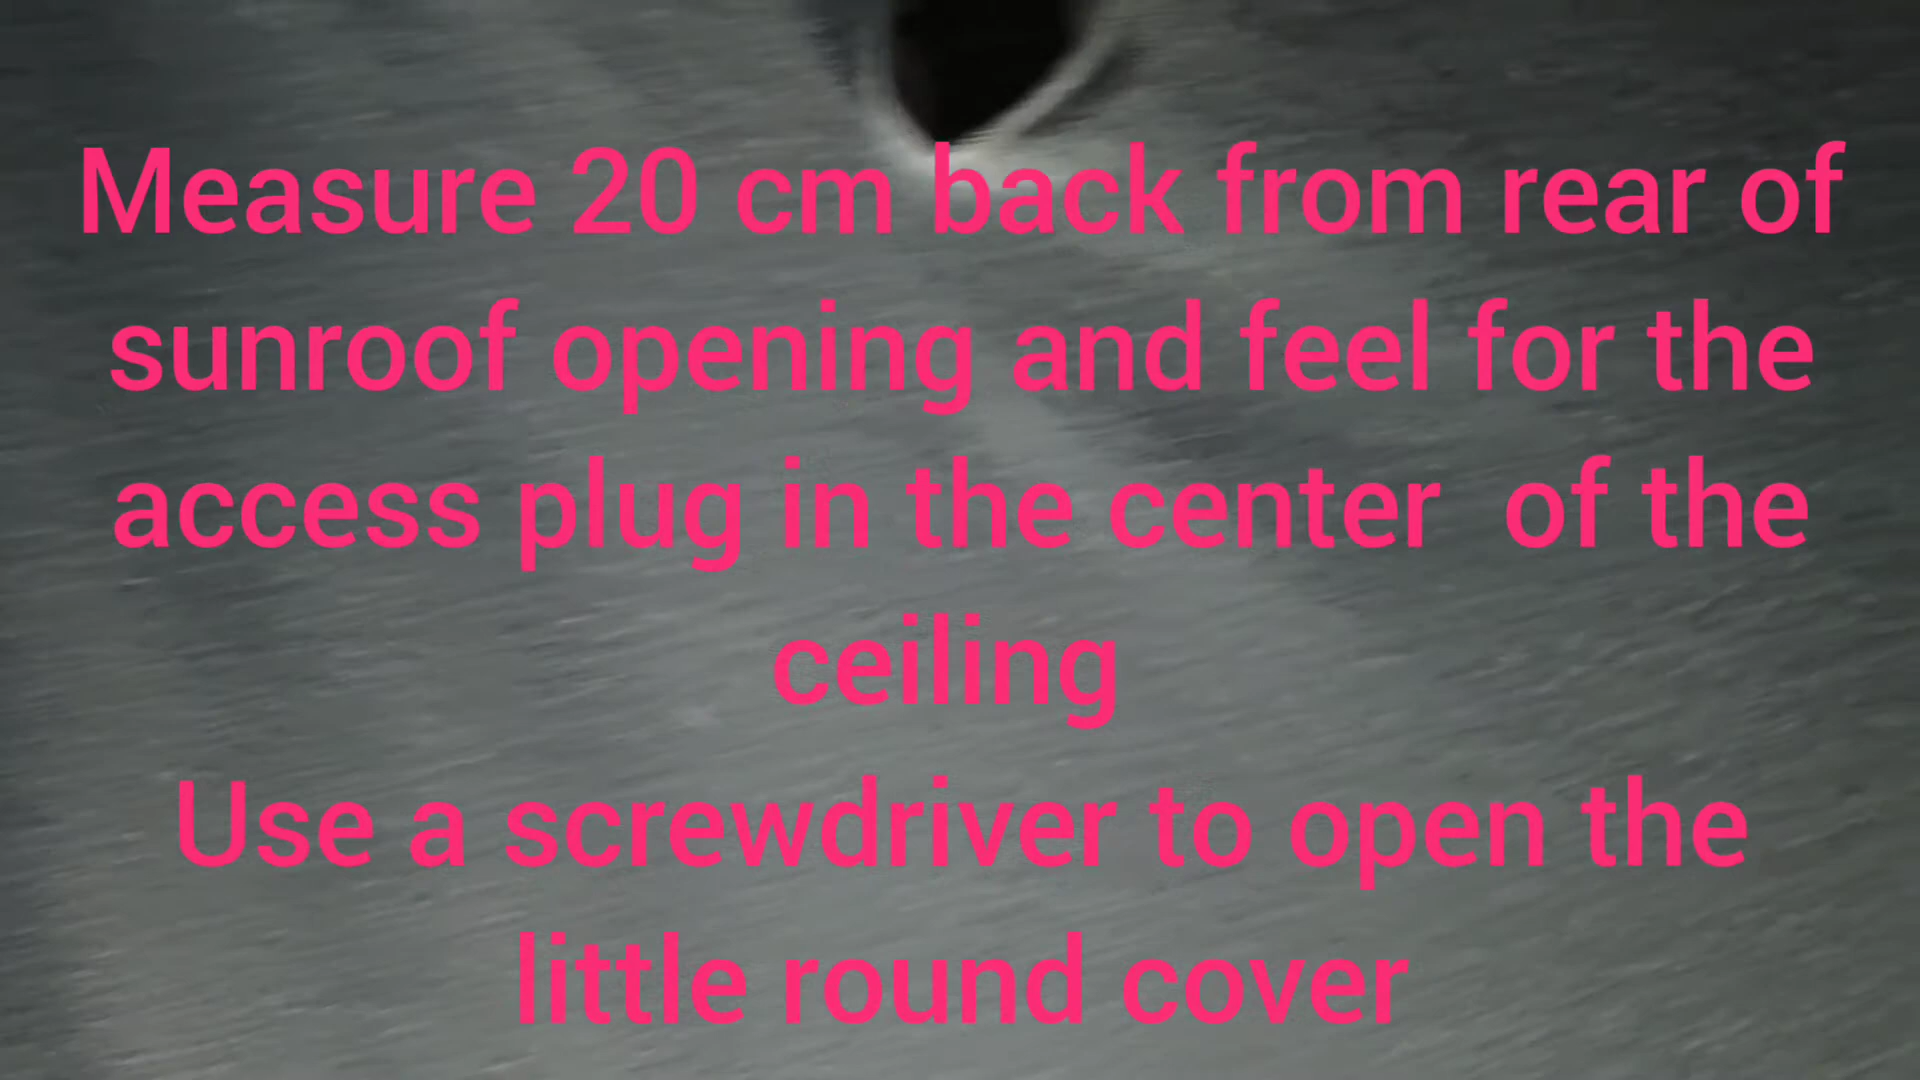 Measure 20 cm back from rear of
sunroof opening and feel for the
access plug in the center  of the
ceiling
Use a screwdriver to open the
little round cover